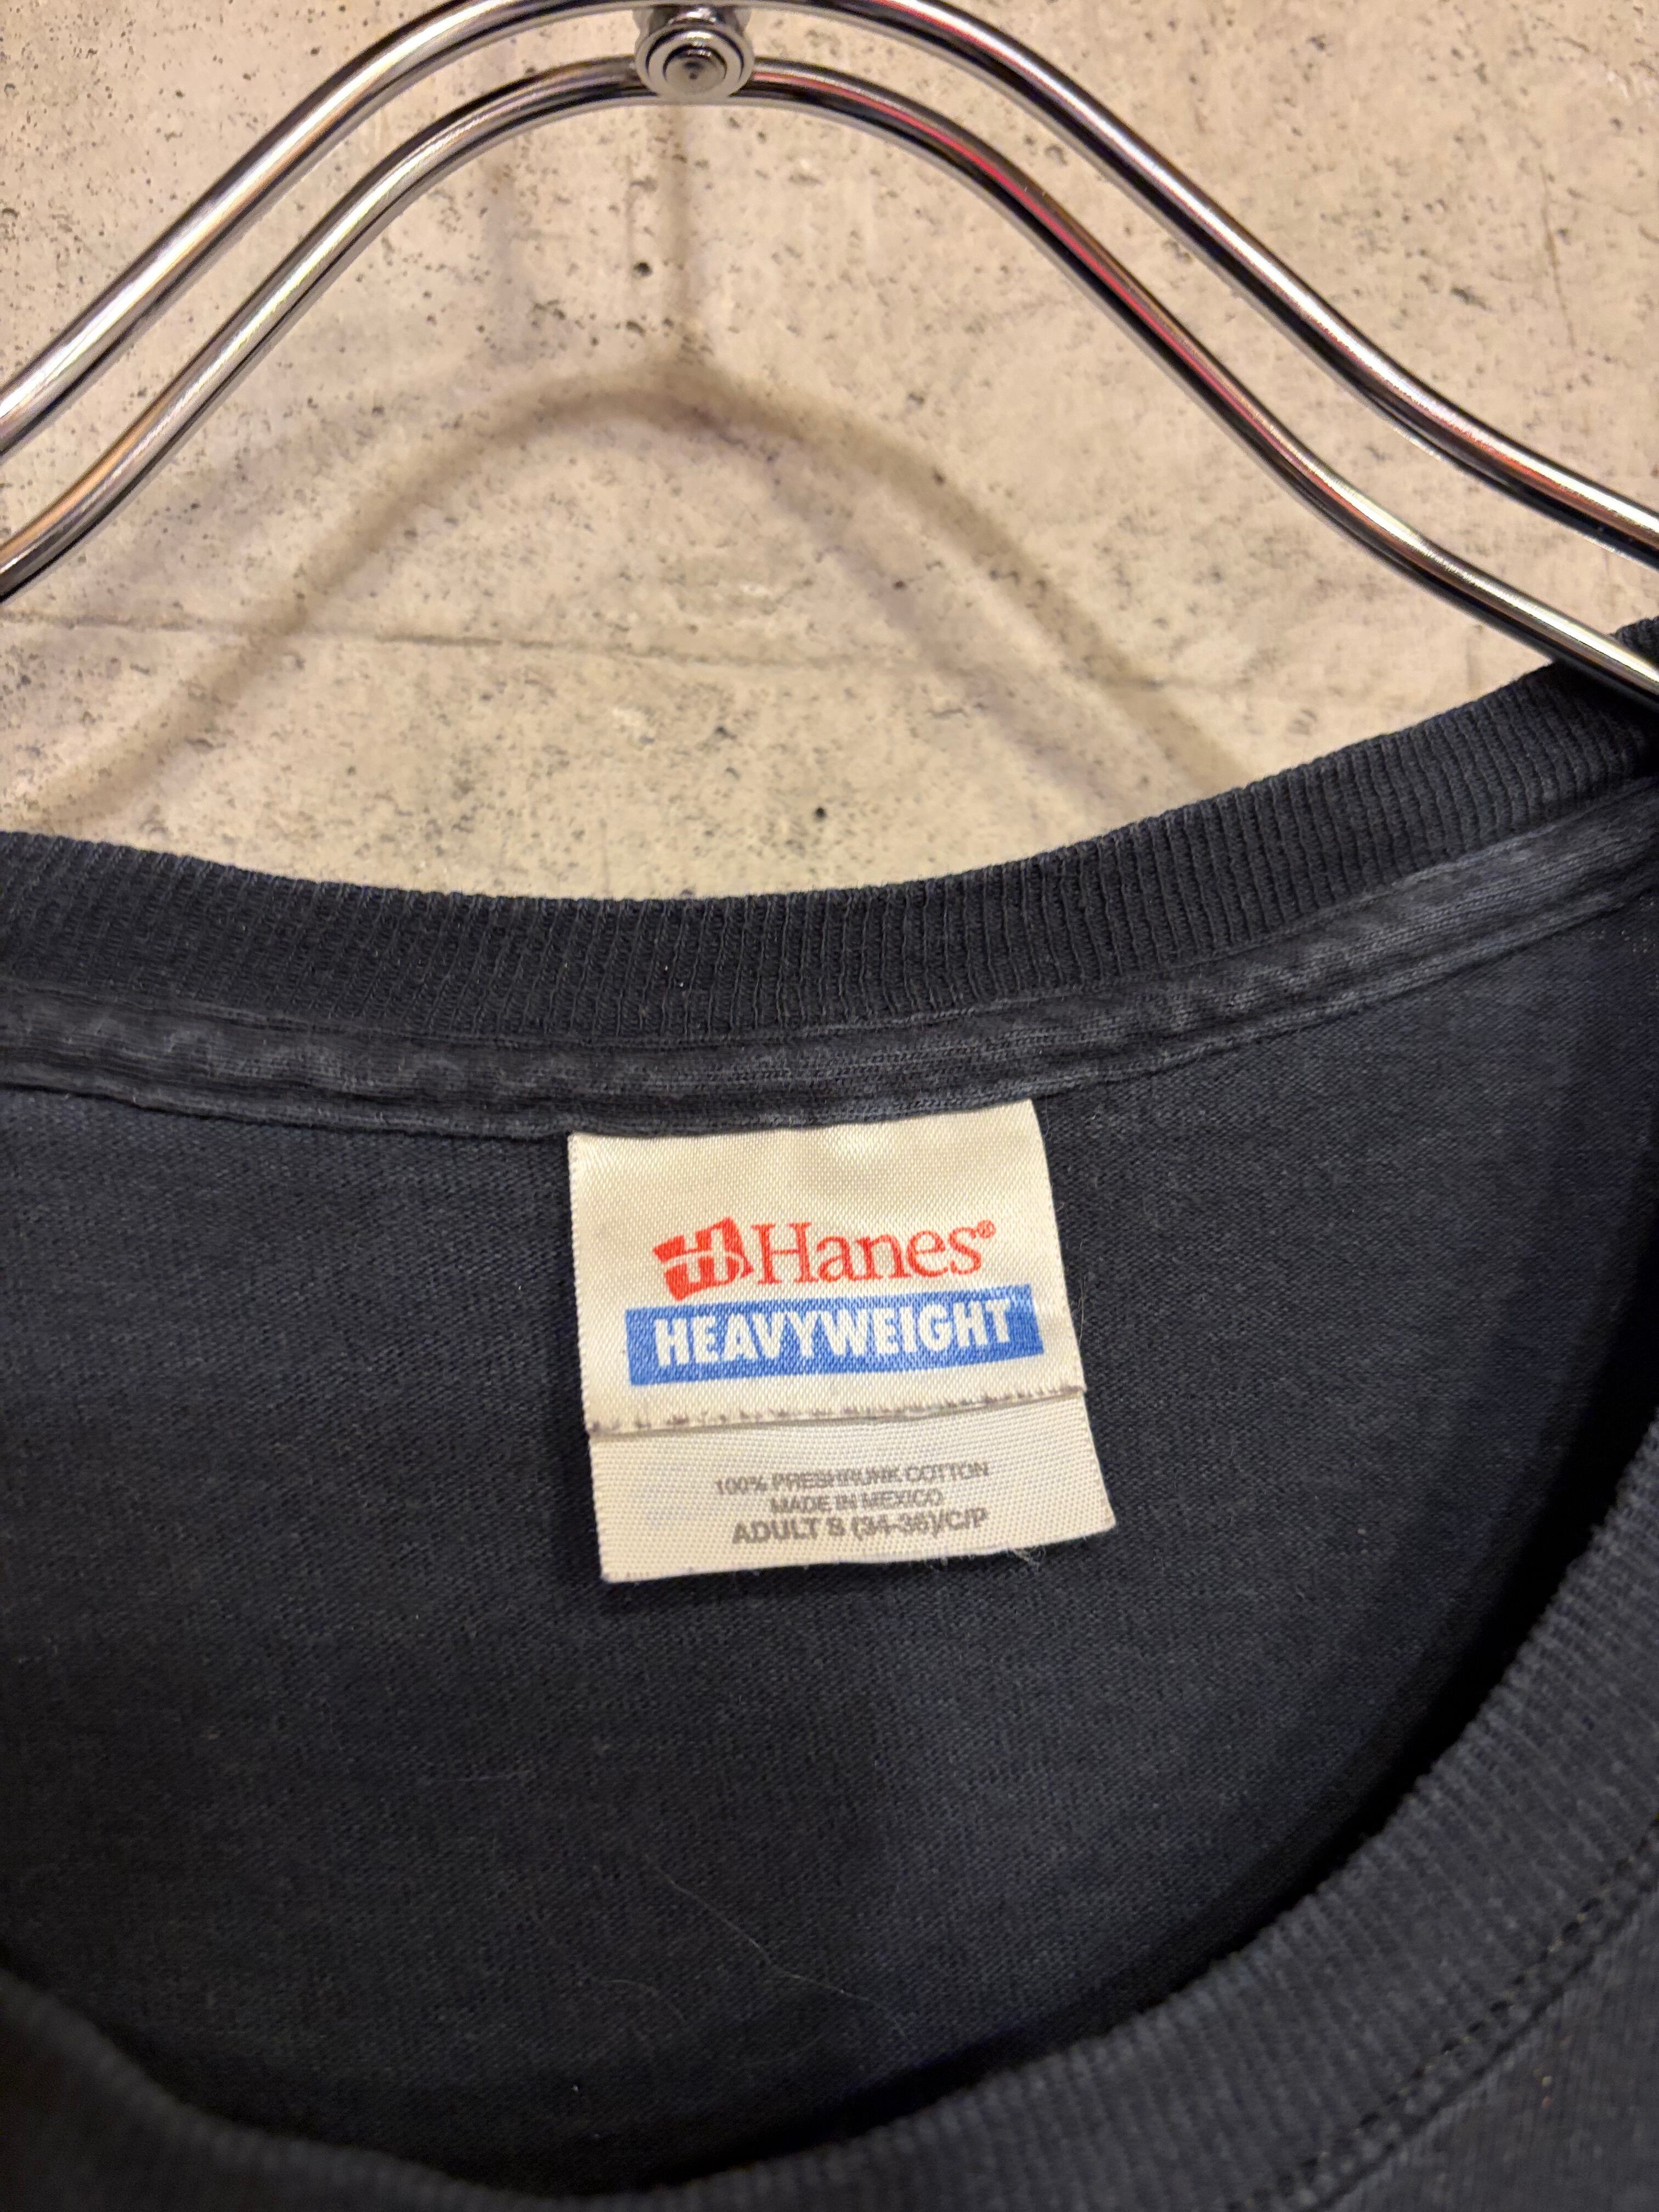 Hanes®
HEAVYWEIGHT
100% PRESHRUNK COTTON
MADE IN MEXICO
ADULT S (34-36)/C/P